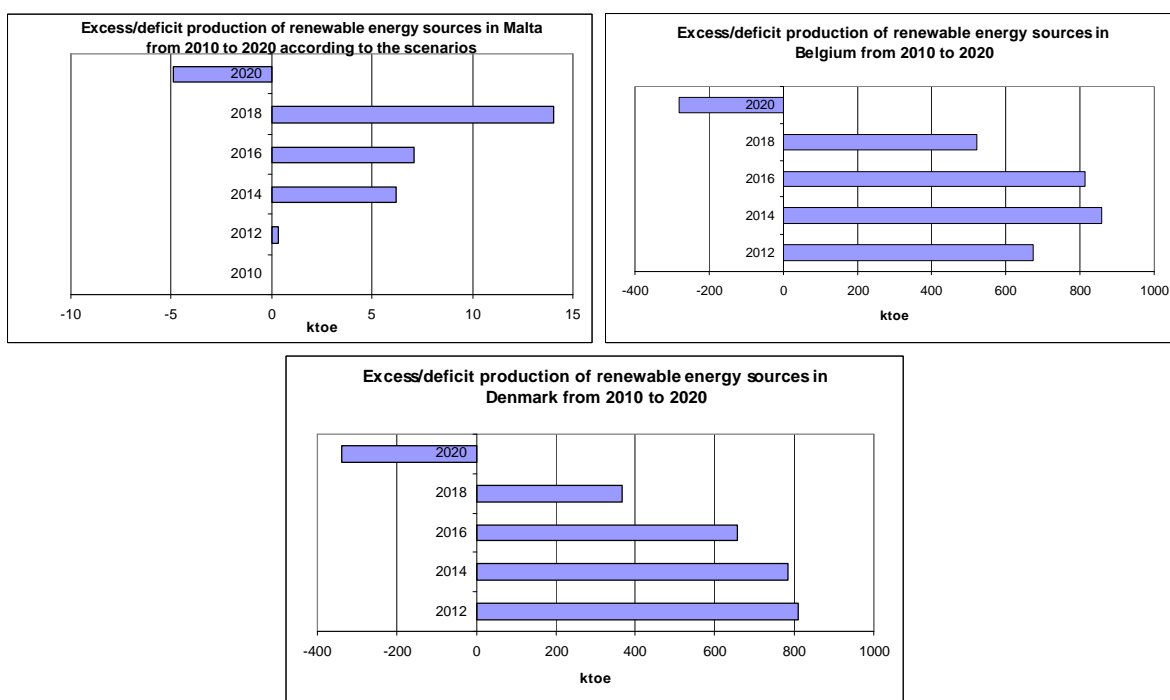 Excess/deficit production of renewable energy sources in Malta
from 2010 to 2020 according to the scenarios
2020
2018
2016
2014
2012
2010
-10 -5 0 5 10 15
ktoe
Excess/deficit production of renewable energy sources in
Belgium from 2010 to 2020
2020
2018
2016
2014
2012
-400 -200 0 200 400 600 800 1000
ktoe
Excess/deficit production of renewable energy sources in
Denmark from 2010 to 2020
2020
2018
2016
2014
2012
-400 -200 0 200 400 600 800 1000
ktoe